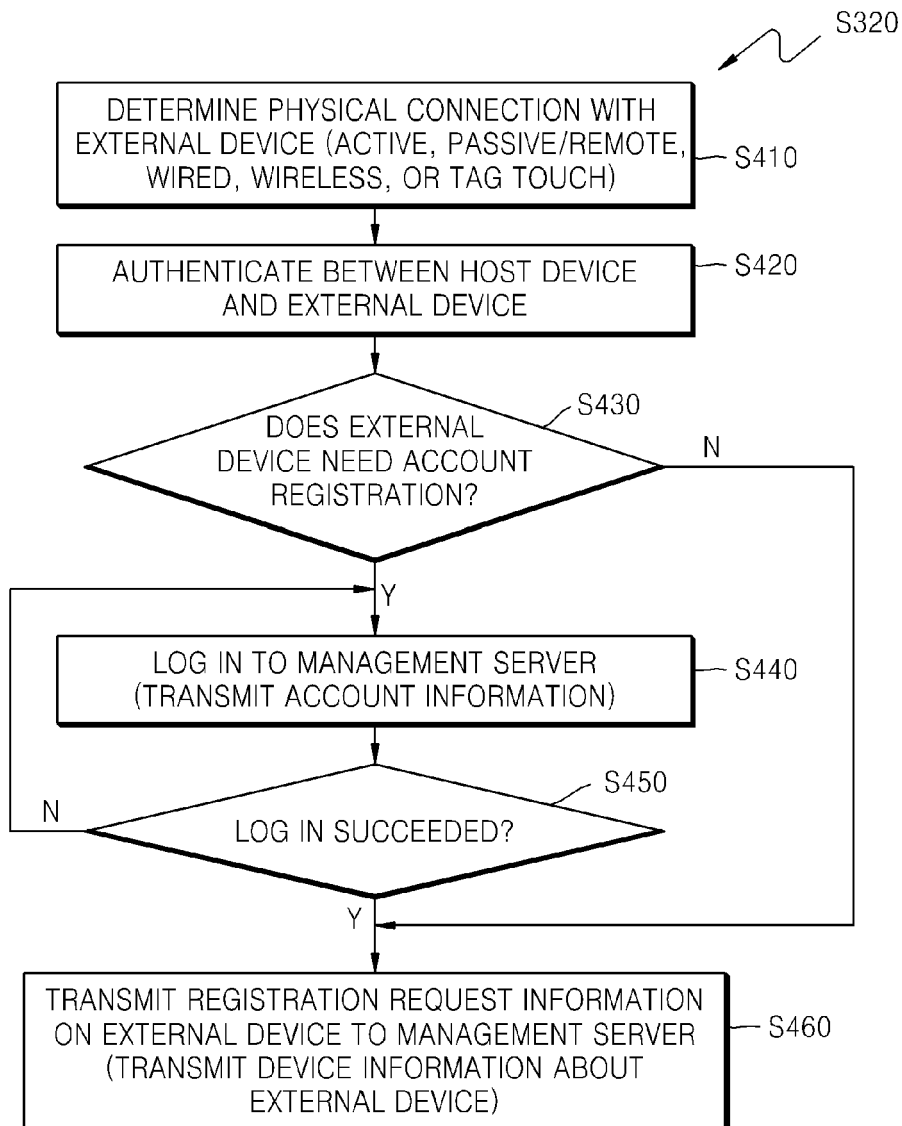 S320
DETERMINE PHYSICAL CONNECTION WITH
EXTERNAL DEVICE (ACTIVE, PASSIVE/REMOTE,
WIRED, WIRELESS, OR TAG TOUCH)
S410
AUTHENTICATE BETWEEN HOST DEVICE
AND EXTERNAL DEVICE
S420
DOES EXTERNAL
DEVICE NEED ACCOUNT
REGISTRATION?
S430
N
Y
LOG IN TO MANAGEMENT SERVER
(TRANSMIT ACCOUNT INFORMATION)
S440
LOG IN SUCCEEDED?
S450
N
Y
TRANSMIT REGISTRATION REQUEST INFORMATION
ON EXTERNAL DEVICE TO MANAGEMENT SERVER
(TRANSMIT DEVICE INFORMATION ABOUT
EXTERNAL DEVICE)
S460